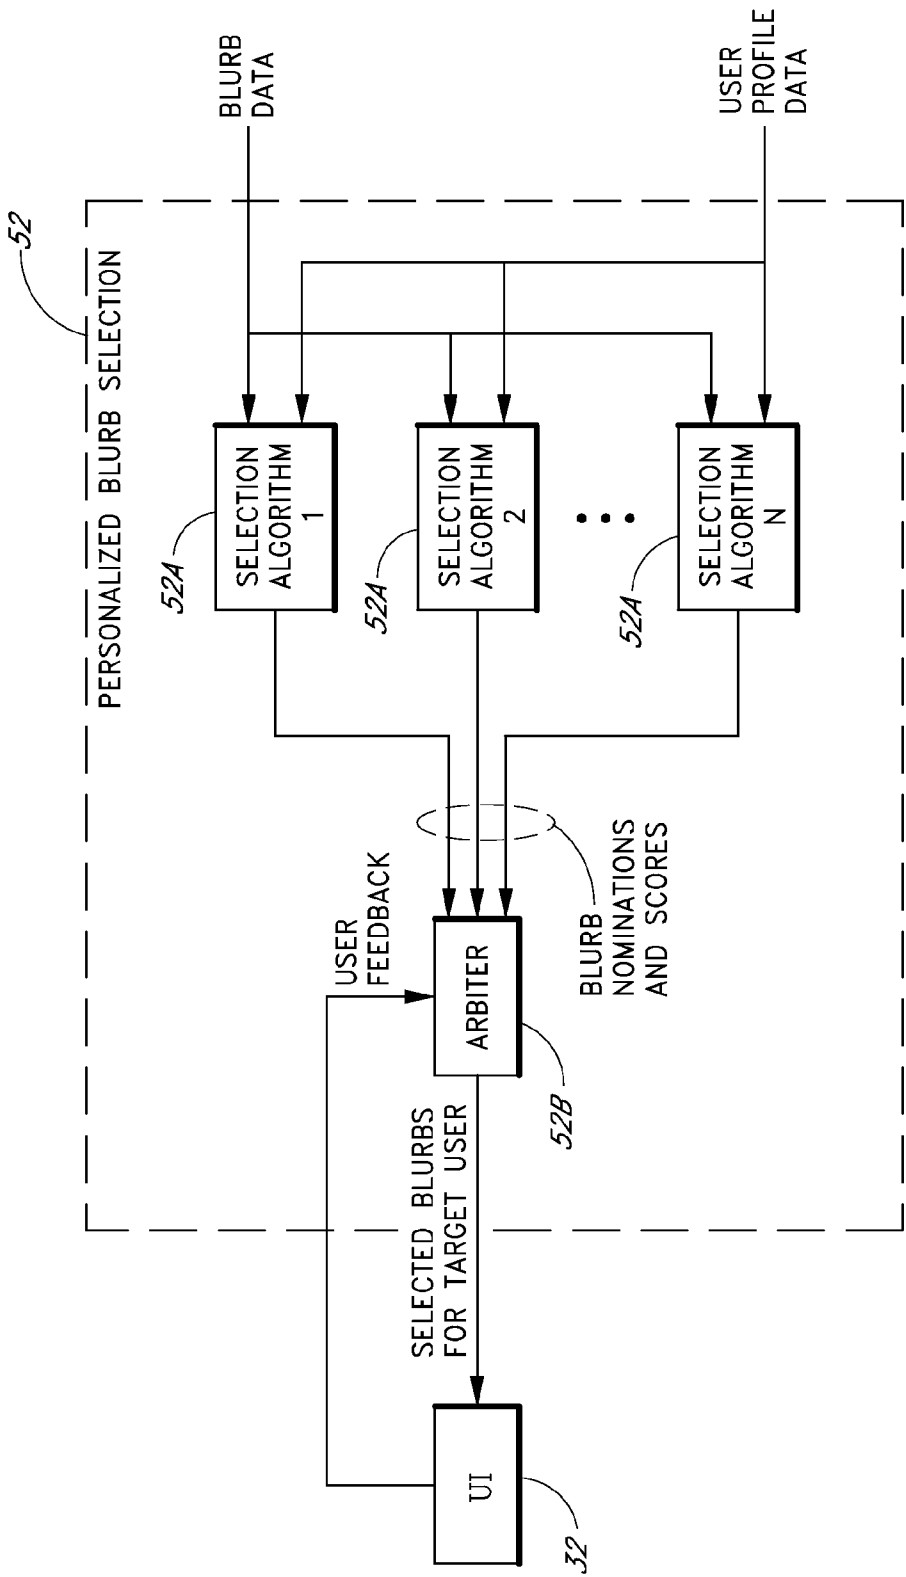 52
PERSONALIZED BLURB SELECTION
BLURB
DATA
USER
PROFILE
DATA
52A
SELECTION
ALGORITHM
1
52A
SELECTION
ALGORITHM
2
52A
SELECTION
ALGORITHM
N
USER
FEEDBACK
BLURB
NOMINATIONS
AND SCORES
ARBITER
52B
SELECTED BLURBS
FOR TARGET USER
UI
32